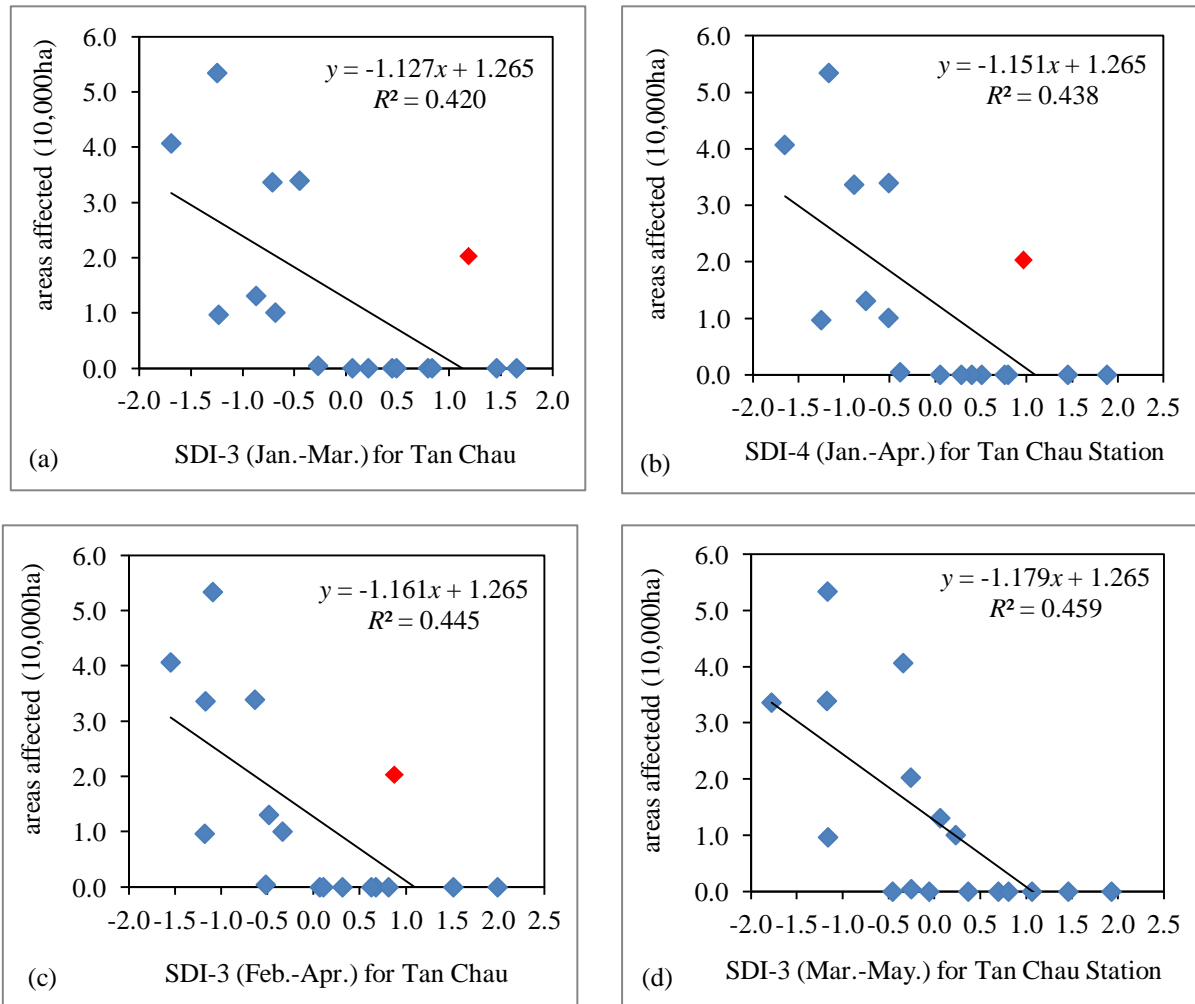 areas affected (10,000ha)
6.0
5.0
4.0
3.0
2.0
1.0
0.0
y = -1.127x + 1.265
R² = 0.420
-2.0 -1.5 -1.0 -0.5 0.0 0.5 1.0 1.5 2.0
(a) SDI-3 (Jan.-Mar.) for Tan Chau
areas affected (10,000ha)
6.0
5.0
4.0
3.0
2.0
1.0
0.0
y = -1.151x + 1.265
R² = 0.438
-2.0 -1.5 -1.0 -0.5 0.0 0.5 1.0 1.5 2.0 2.5
(b) SDI-4 (Jan.-Apr.) for Tan Chau Station
areas affected (10,000ha)
6.0
5.0
4.0
3.0
2.0
1.0
0.0
y = -1.161x + 1.265
R² = 0.445
-2.0 -1.5 -1.0 -0.5 0.0 0.5 1.0 1.5 2.0 2.5
(c) SDI-3 (Feb.-Apr.) for Tan Chau
areas affectedd (10,000ha)
6.0
5.0
4.0
3.0
2.0
1.0
0.0
y = -1.179x + 1.265
R² = 0.459
-2.0 -1.5 -1.0 -0.5 0.0 0.5 1.0 1.5 2.0 2.5
(d) SDI-3 (Mar.-May.) for Tan Chau Station